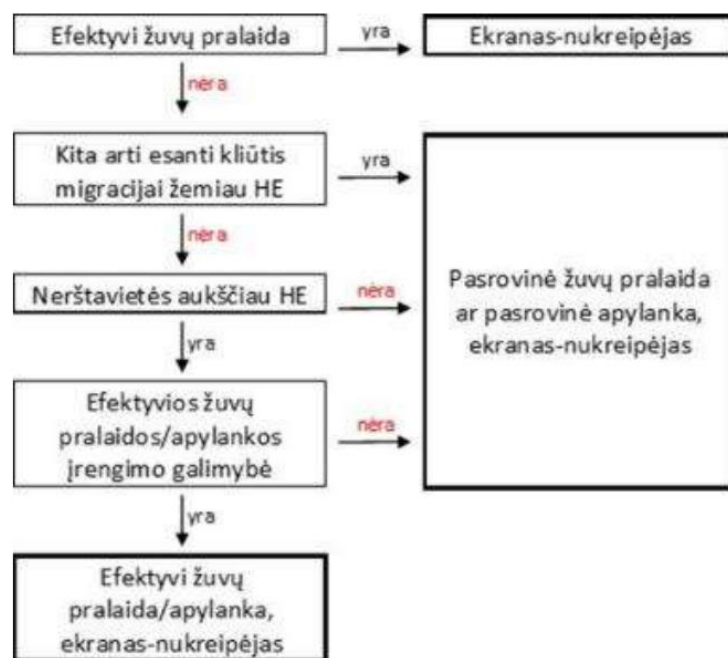 Efektyvi žuvų pralaida
yra
Ekranas-nukreipėjas
nėra
Kita arti esanti kliūtis
migracijai žemiau HE
yra
nėra
Nerštavietės aukščiau HE
nėra
Pasrovinė žuvų pralaida
ar pasrovinė apylanka,
ekranas-nukreipėjas
yra
Efektyvios žuvų
pralaidos/apylankos
įrengimo galimybė
nėra
yra
Efektyvi žuvų
pralaida/apylanka,
ekranas-nukreipėjas